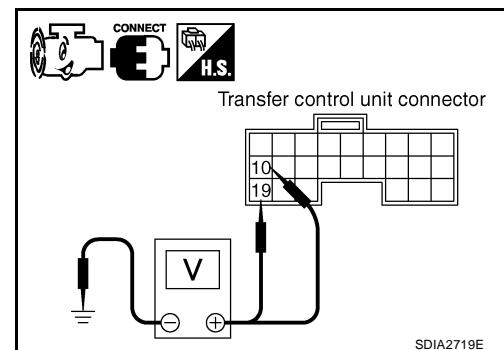 CONNECT
H.S.
Transfer control unit connector
10
19
V
− +
SDIA2719E